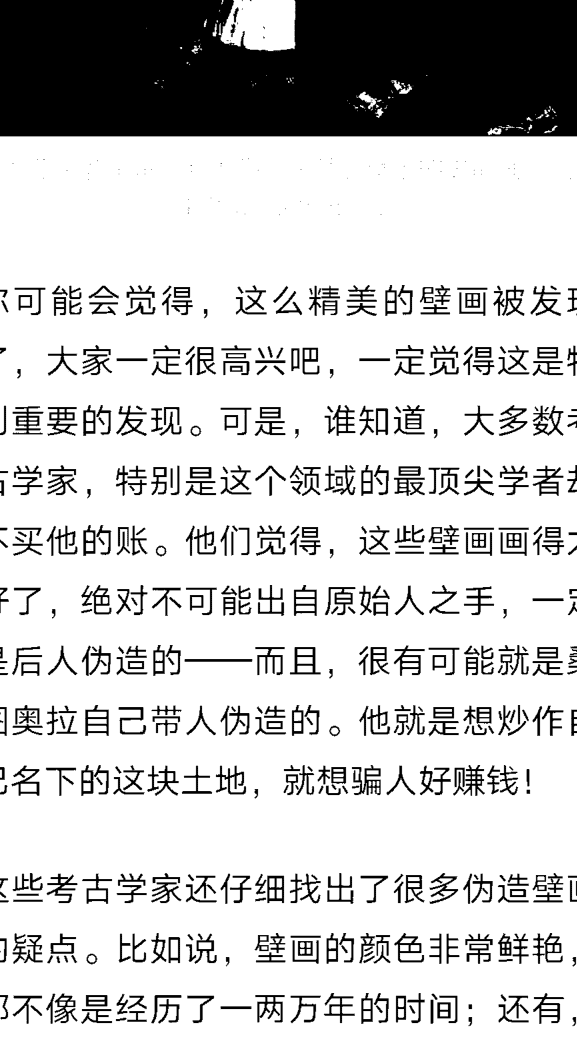 你可能会觉得，这么精美的壁画被发现
了，大家一定很高兴吧，一定觉得这是特
别重要的发现。可是，谁知道，大多数考
古学家，特别是这个领域的最顶尖学者却
不买他的账。他们觉得，这些壁画画得太
好了，绝对不可能出自原始人之手，一定
是后人伪造的——而且，很有可能就是桑
图奥拉自己带人伪造的。他就是想炒作自
己名下的这块土地，就想骗人好赚钱！
这些考古学家还仔细找出了很多伪造壁画
的疑点。比如说，壁画的颜色非常鲜艳，
都不像是经历了一两万年的时间；还有，